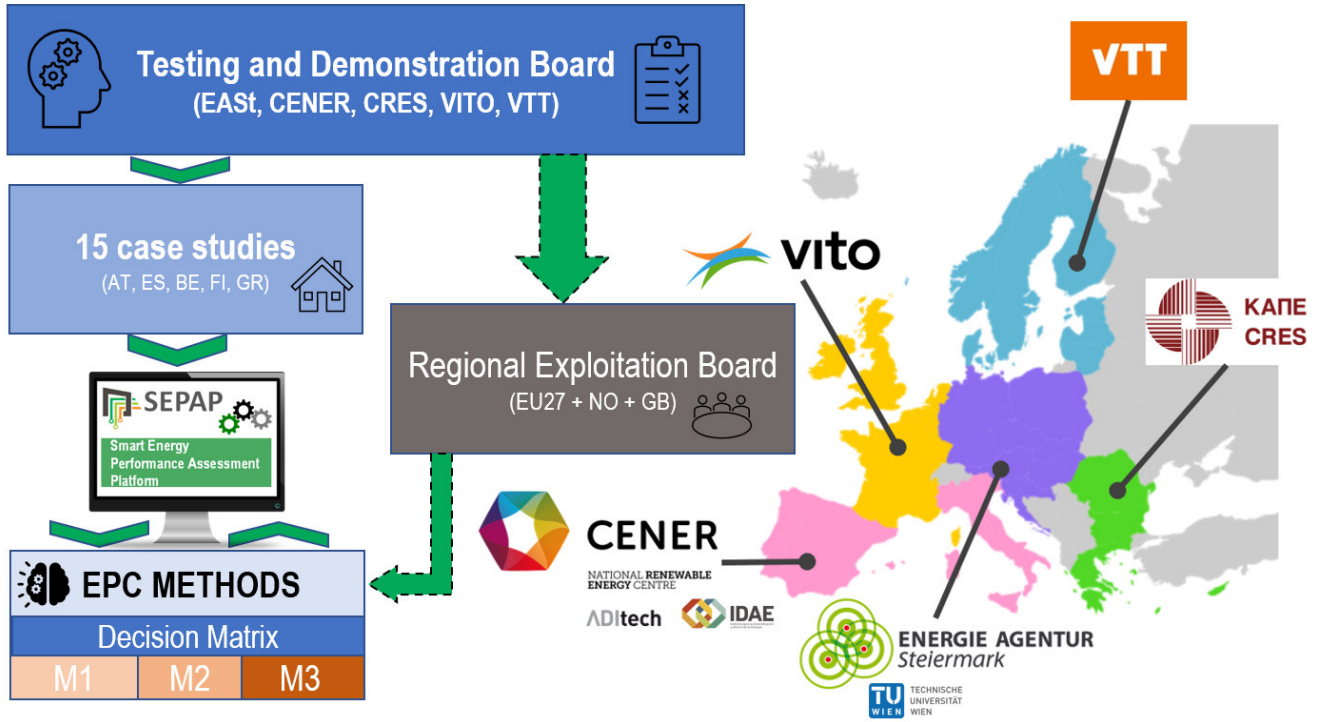 Testing and Demonstration Board
(EASt, CENER, CRES, VITO, VTT)
15 case studies
(AT, ES, BE, FI, GR)
SEPAP
Smart Energy
Performance Assessment
Platform
EPC METHODS
Decision Matrix
M1 M2 M3
Regional Exploitation Board
(EU27 + NO + GB)
VTT
vito
ΚΑΠΕ
CRES
CENER
NATIONAL RENEWABLE
ENERGY CENTRE
ADItech
IDAE
ENERGIE AGENTUR
Steiermark
TU
WIEN
TECHNISCHE
UNIVERSITÄT
WIEN